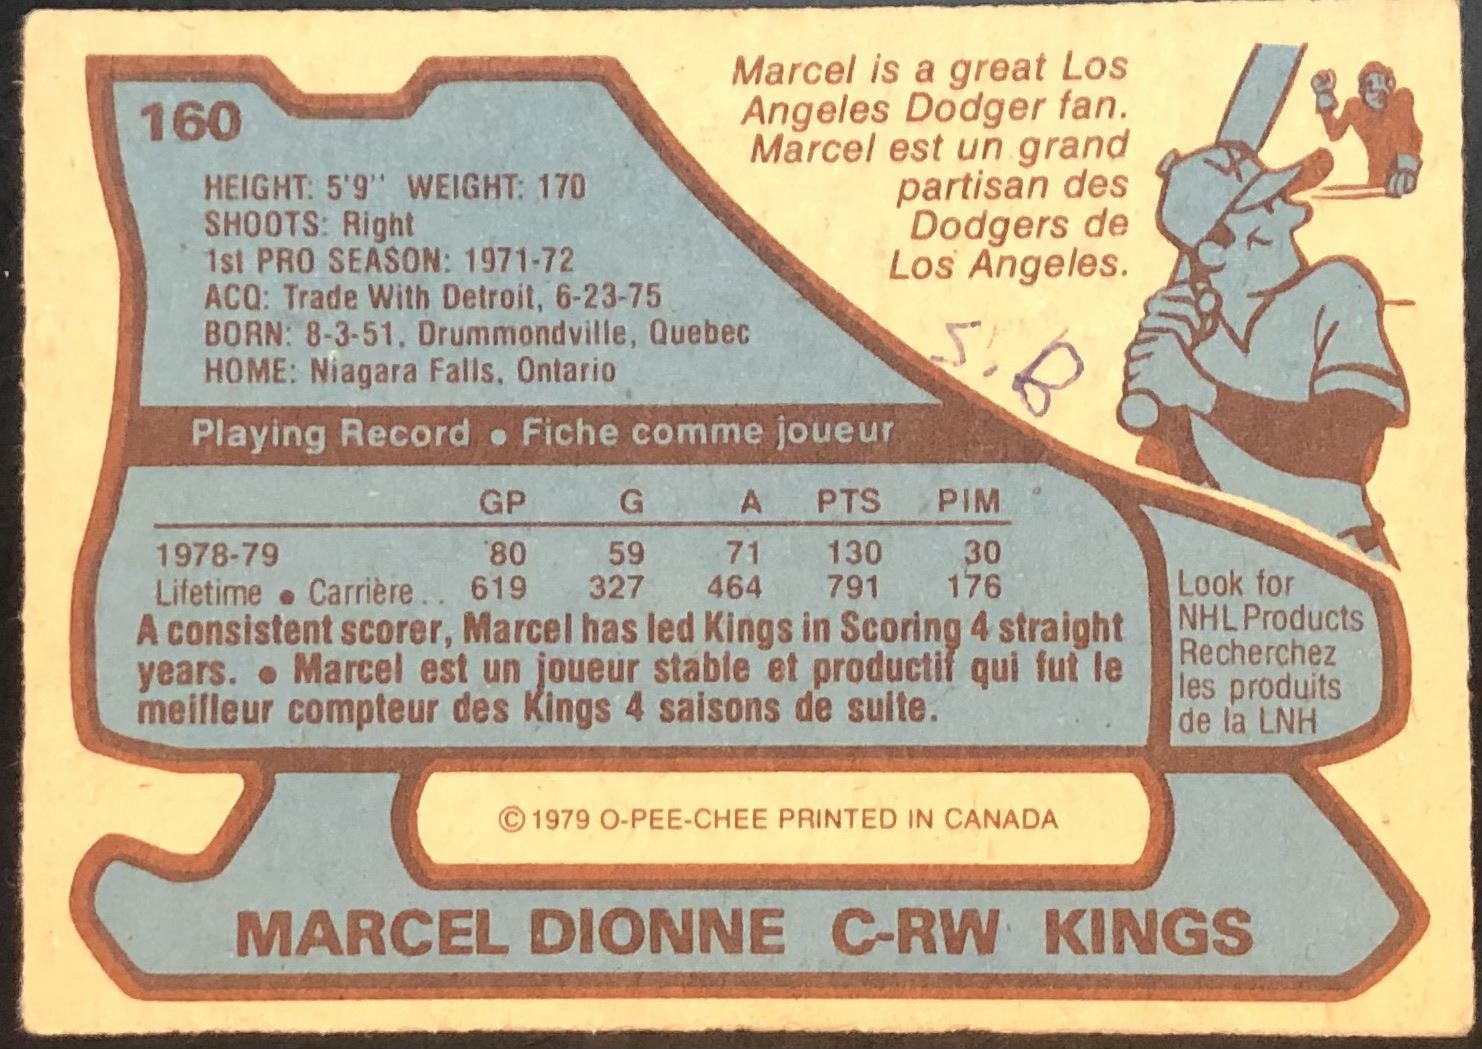 160
HEIGHT: 5'9" WEIGHT: 170
SHOOTS: Right
1st PRO SEASON: 1971-72
ACQ: Trade With Detroit, 6-23-75
BORN: 8-3-51, Drummondville, Quebec
HOME: Niagara Falls, Ontario
Marcel is a great Los
Angeles Dodger fan.
Marcel est un grand
partisan des
Dodgers de
Los Angeles.
S.B
Playing Record • Fiche comme joueur
GP G A PTS PIM
1978-79 80 59 71 130 30
Lifetime • Carrière .. 619 327 464 791 176
A consistent scorer, Marcel has led Kings in Scoring 4 straight
years. • Marcel est un joueur stable et productif qui fut le
meilleur compteur des Kings 4 saisons de suite.
Look for
NHL Products
Recherchez
les produits
de la LNH
©1979 O-PEE-CHEE PRINTED IN CANADA
MARCEL DIONNE C-RW KINGS